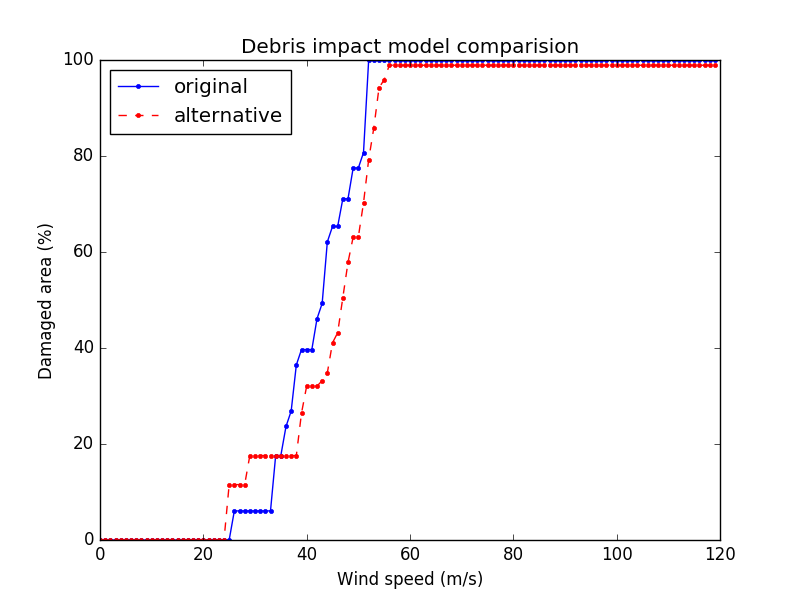 Debris impact model comparision
original
alternative
100
80
60
40
20
0
Damaged area (%)
0 20 40 60 80 100 120
Wind speed (m/s)